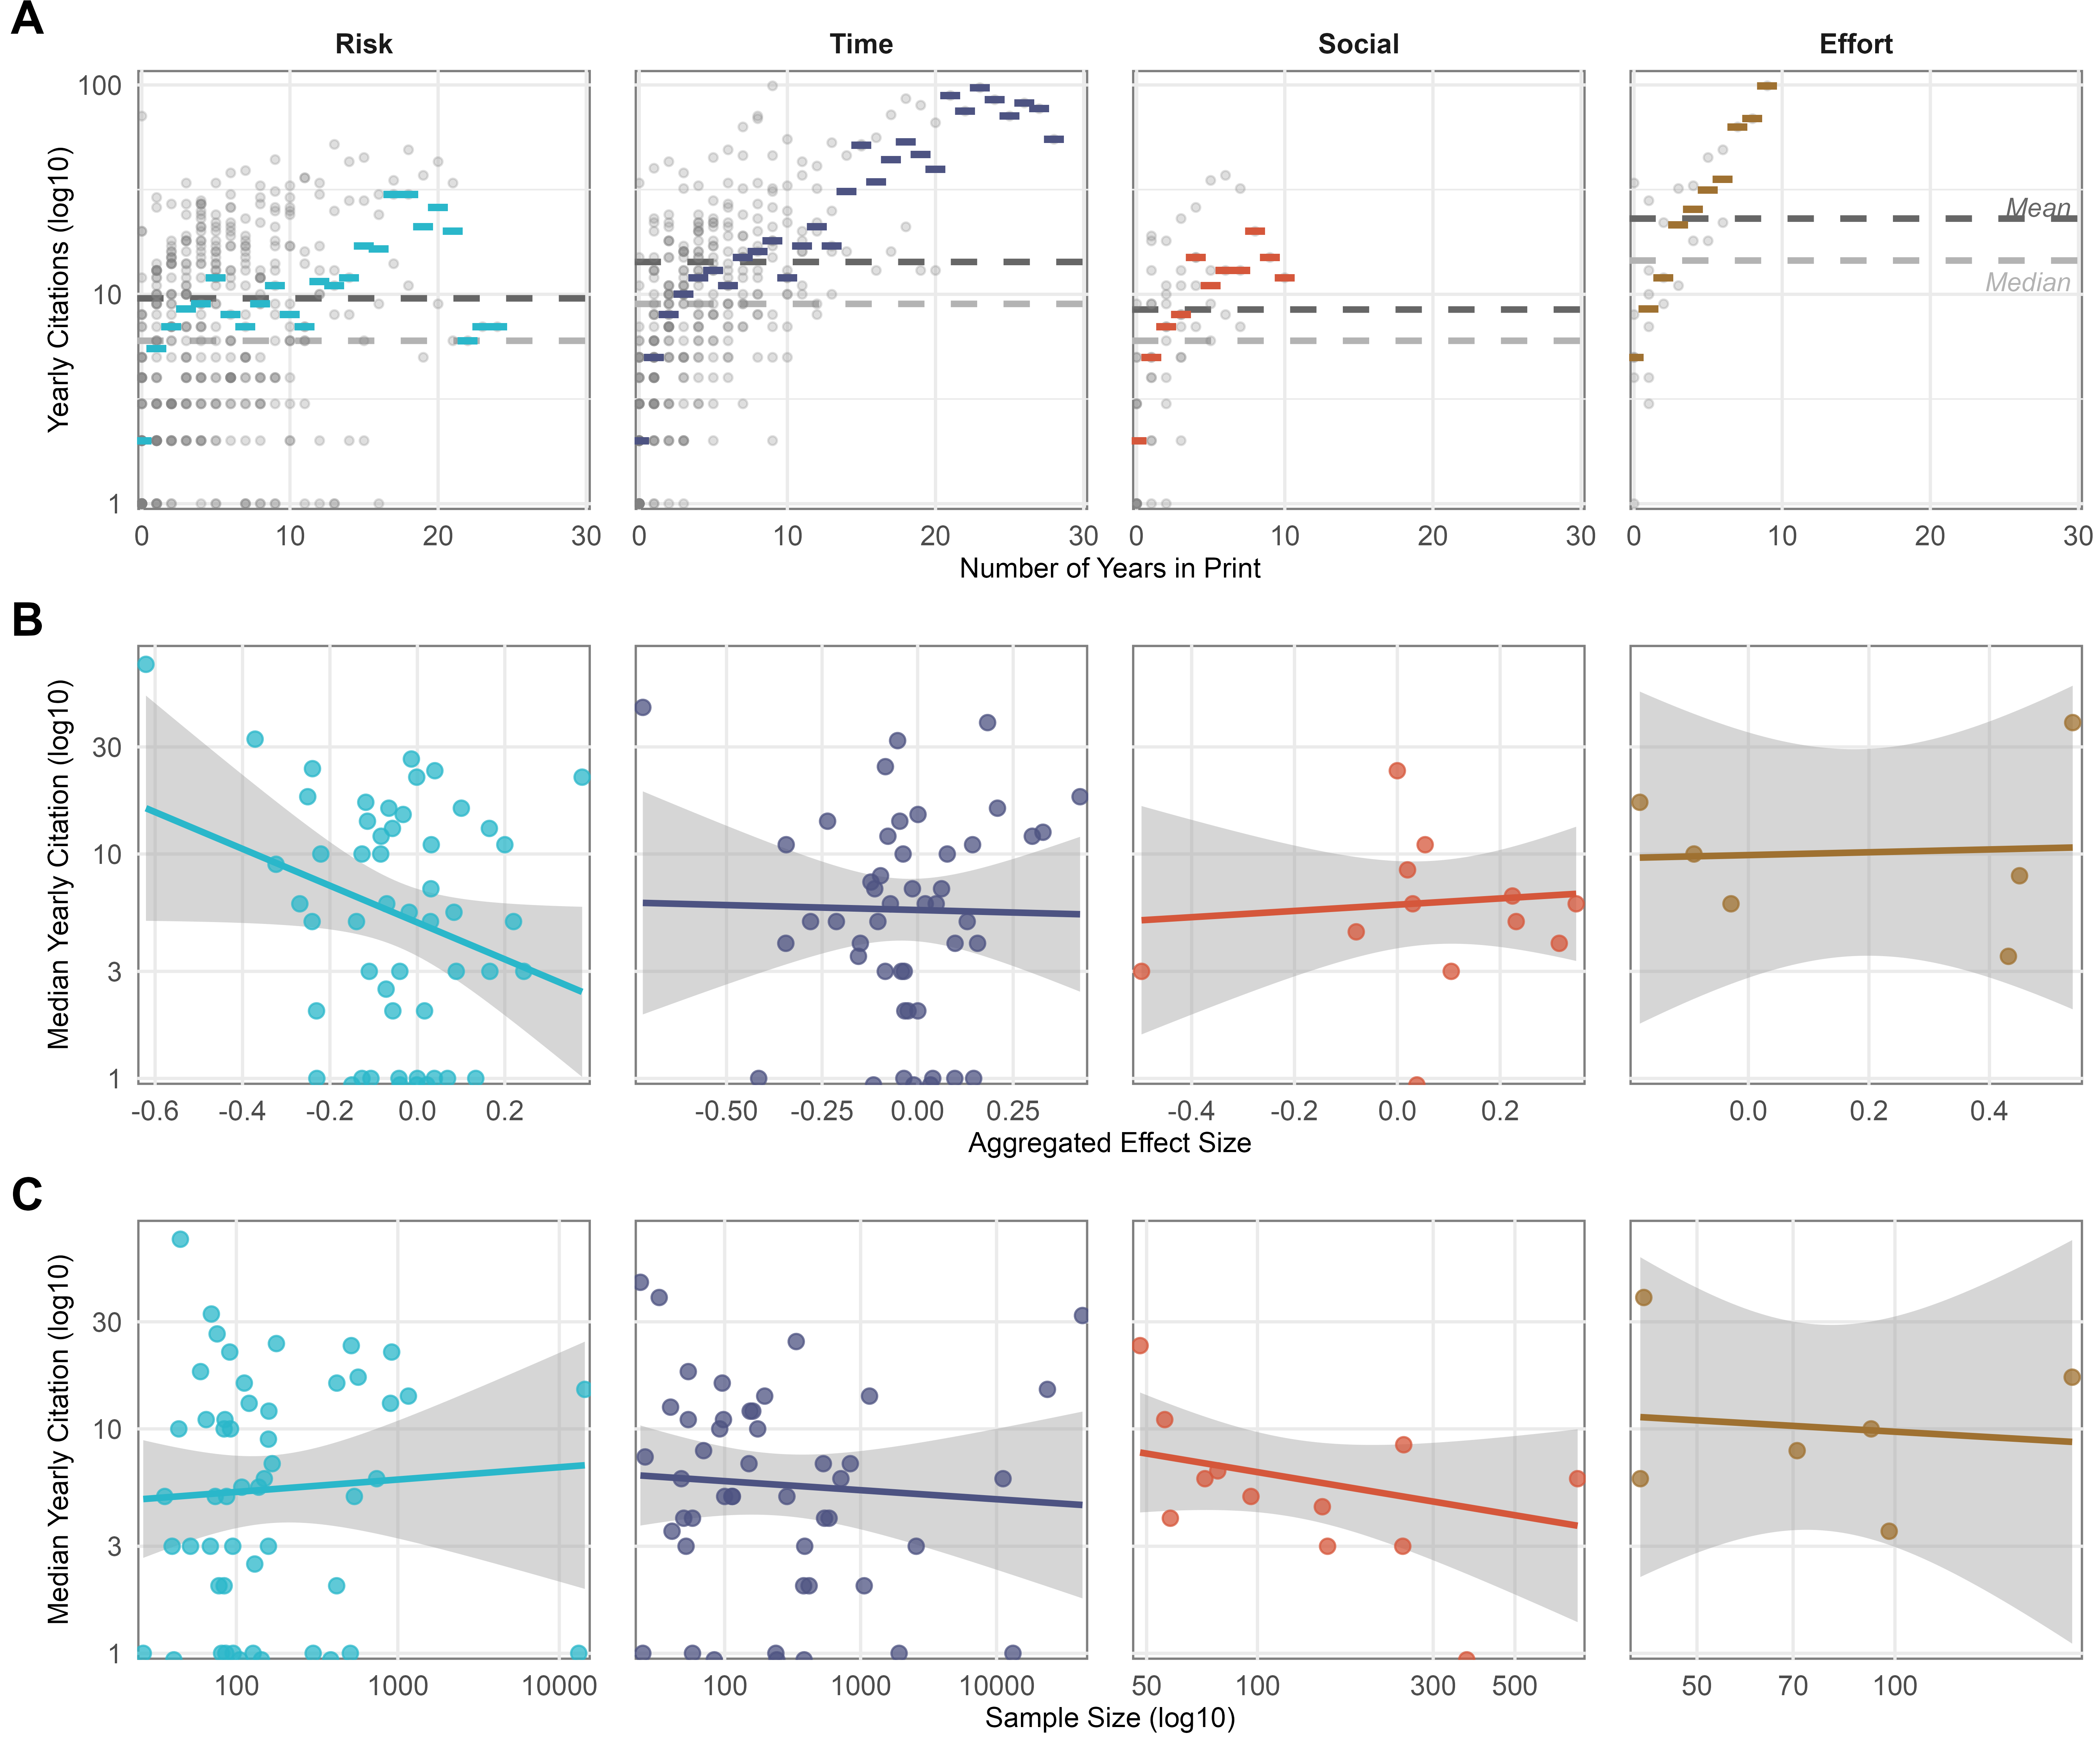 A
Risk Time Social Effort
Yearly Citations (log10)
100
10
1
Mean
Median
0 10 20 30 0 10 20 30 0 10 20 30 0 10 20 30
Number of Years in Print
B
Median Yearly Citation (log10)
30
10
3
1
-0.6 -0.4 -0.2 0.0 0.2 -0.50 -0.25 0.00 0.25 -0.4 -0.2 0.0 0.2 0.0 0.2 0.4
Aggregated Effect Size
C
Median Yearly Citation (log10)
30
10
3
1
100 1000 10000 100 1000 10000 50 100 300 500 50 70 100
Sample Size (log10)